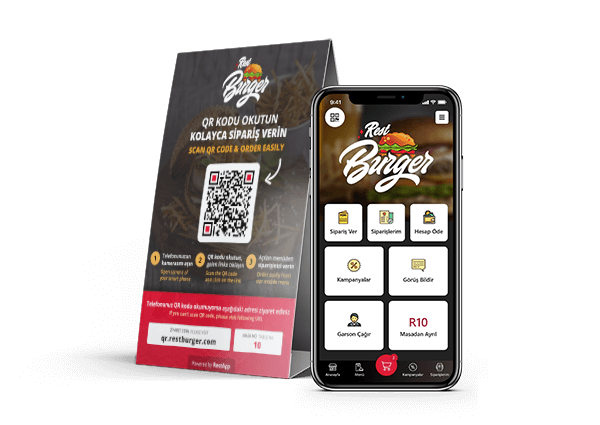 Rest
Burger
QR KODU OKUTUN
KOLAYCA SİPARİŞ VERİN
SCAN QR CODE & ORDER EASILY
1
Telefonunuzun
kamerasını açın
Open camera of
your smart phone
2
QR kodu okutun,
gelen linke tıklayın
Scan the QR code
and click on the link
3
Açılan menüden
siparişinizi verin
Order easily from
Telefonunuz QR kodu okumuyorsa aşağıdaki adresi ziyaret ediniz
If you can't scan QR code, please visit following URL
qr.restburger.com
10
Powered by RestApp
9:41
Rest
Burger
Sipariş Ver
Siparişlerim
Hesap Öde
Kampanyalar
Görüş Bildir
Garson Çağır
R10
Masadan Ayrıl
Anasayfa
Menü
2
Kampanyalar
Siparişlerim